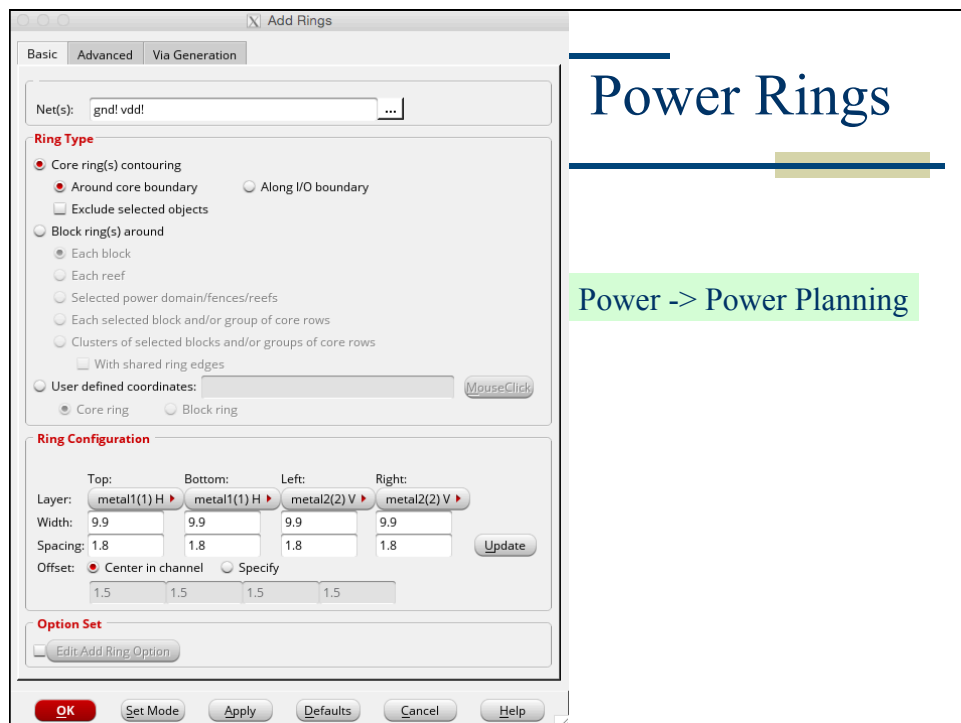 Add Rings
Basic Advanced Via Generation
Net(s): gnd! vdd! ...
Ring Type
Core ring(s) contouring
Around core boundary Along I/O boundary
Exclude selected objects
Block ring(s) around
Each block
Each reef
Selected power domain/fences/reefs
Each selected block and/or group of core rows
Clusters of selected blocks and/or groups of core rows
With shared ring edges
User defined coordinates: MouseClick
Core ring Block ring
Ring Configuration
Top: Bottom: Left: Right:
Layer: metal1(1) H metal1(1) H metal2(2) V metal2(2) V
Width: 9.9 9.9 9.9 9.9
Spacing: 1.8 1.8 1.8 1.8 Update
Offset: Center in channel Specify
1.5 1.5 1.5 1.5
Option Set
Edit Add Ring Option
OK Set Mode Apply Defaults Cancel Help
Power Rings
Power -> Power Planning